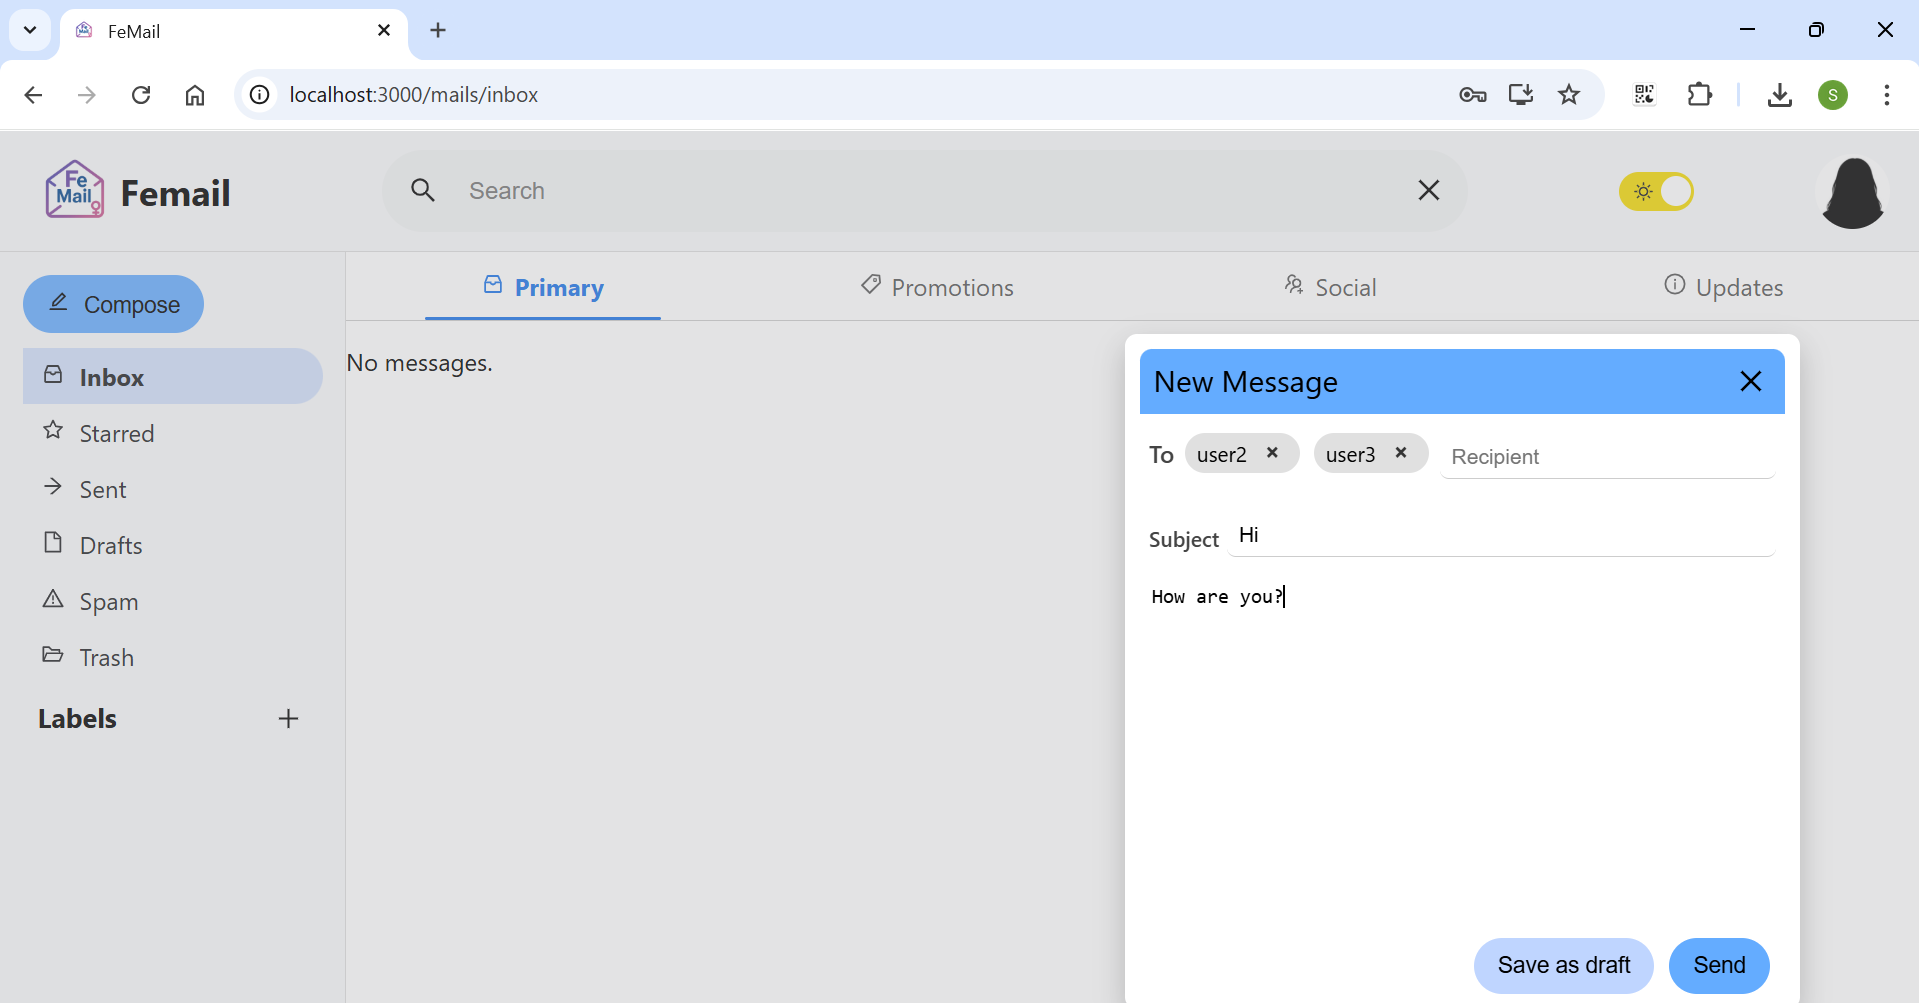 FeMail
localhost:3000/mails/inbox
S
Fe
Mail
Femail
Search
Compose
Inbox
Starred
Sent
Drafts
Spam
Trash
Labels
Primary
Promotions
Social
Updates
No messages.
New Message
To user2 user3 Recipient
Subject Hi
How are you?
Save as draft Send